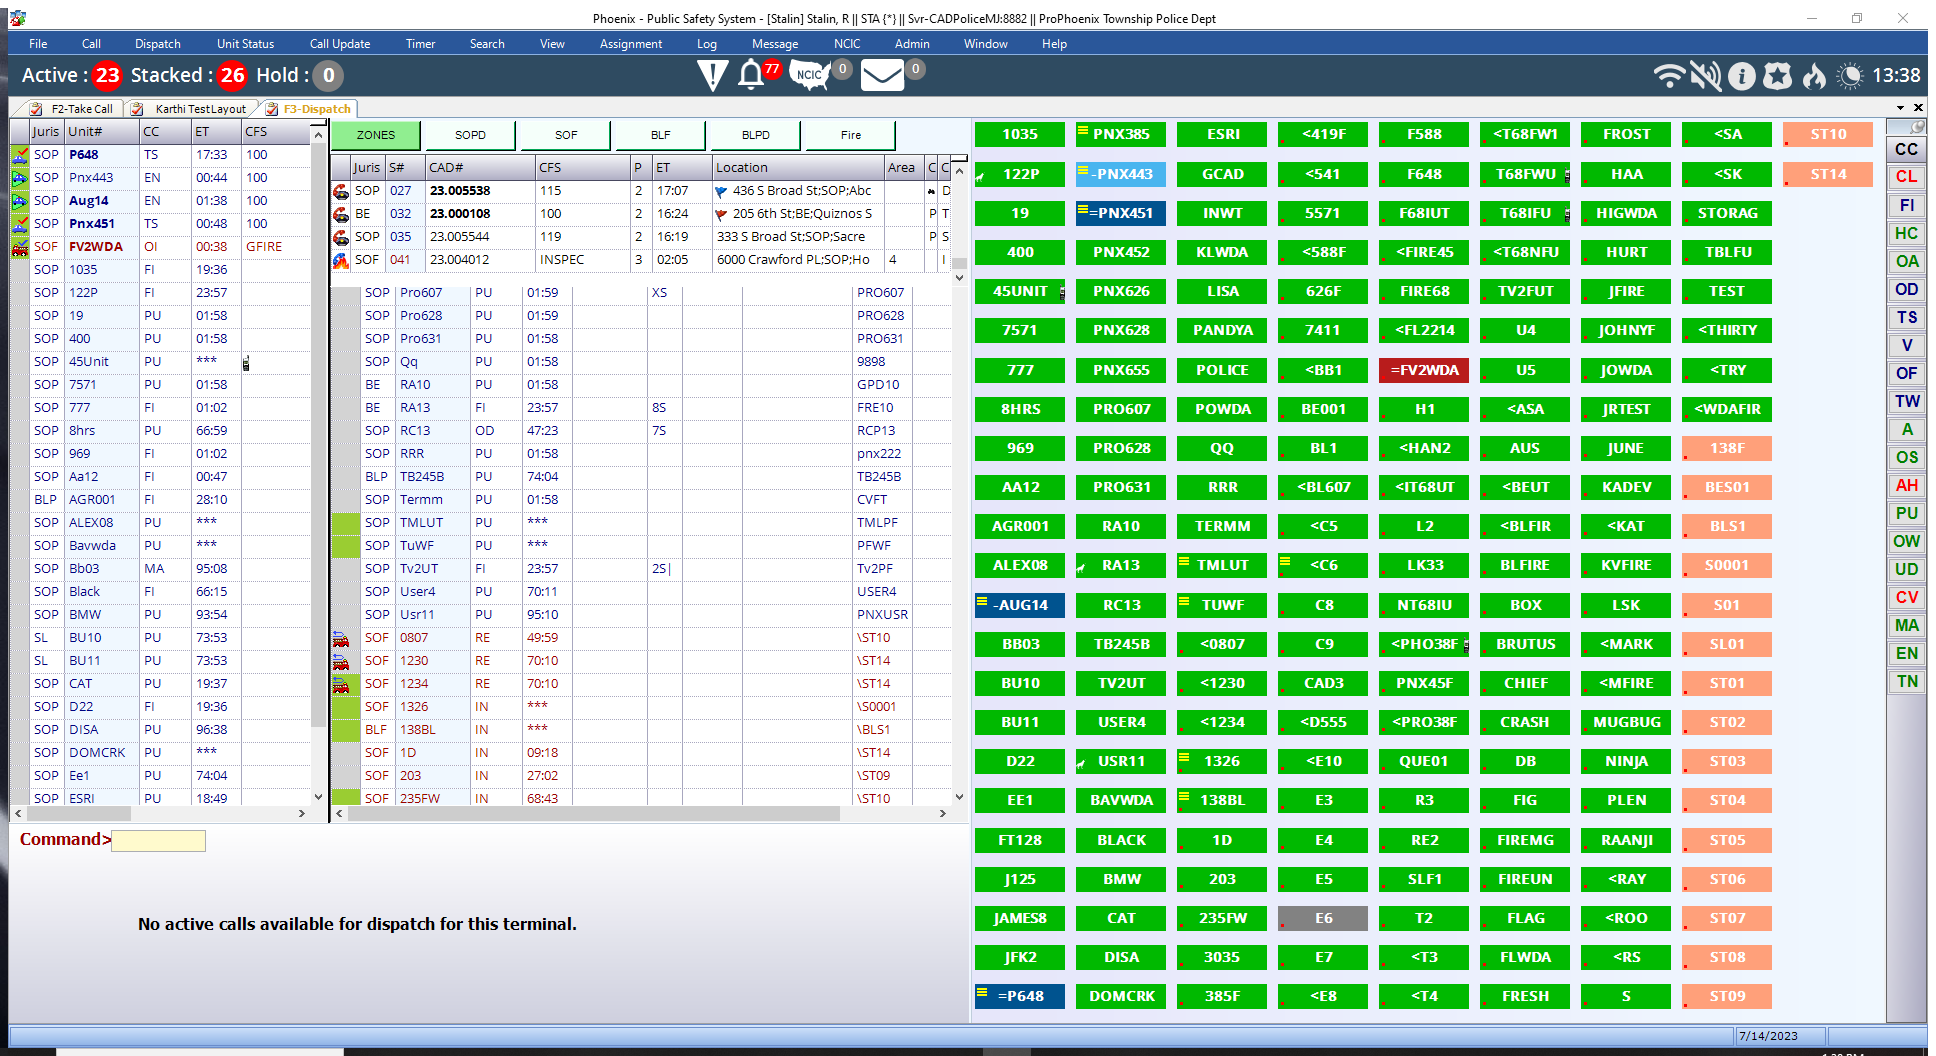 Phoenix - Public Safety System - [Stalin] Stalin, R || STA {*} || Svr-CADPoliceMJ:8882 || ProPhoenix Township Police Dept
File Call Dispatch Unit Status Call Update Timer Search View Assignment Log Message NCIC Admin Window Help
Active : 23 Stacked : 26 Hold : 0 77 NCIC 0 0 13:38
F2-Take Call Karthi Test Layout F3-Dispatch
Juris Unit# CC ET CFS
SOP P648 TS 17:33 100
SOP Pnx443 EN 00:44 100
SOP Aug14 EN 01:38 100
SOP Pnx451 TS 00:48 100
SOF FV2WDA OI 00:38 GFIRE
SOP 1035 FI 19:36
SOP 122P FI 23:57
SOP 19 PU 01:58
SOP 400 PU 01:58
SOP 45Unit PU ***
SOP 7571 PU 01:58
SOP 777 FI 01:02
SOP 8hrs PU 66:59
SOP 969 FI 01:02
SOP Aa12 FI 00:47
BLP AGR001 FI 28:10
SOP ALEX08 PU ***
SOP Bavwda PU ***
SOP Bb03 MA 95:08
SOP Black FI 66:15
SOP BMW PU 93:54
SL BU10 PU 73:53
SL BU11 PU 73:53
SOP CAT PU 19:37
SOP D22 FI 19:36
SOP DISA PU 96:38
SOP DOMCRK PU ***
SOP Ee1 PU 74:04
SOP ESRI PU 18:49
ZONES SOPD SOF BLF BLPD Fire
Juris S# CAD# CFS P ET Location Area C C
SOP 027 23.005538 115 2 17:07 436 S Broad St;SOP;Abc D
BE 032 23.000108 100 2 16:24 205 6th St;BE;Quiznos S P T
SOP 035 23.005544 119 2 16:19 333 S Broad St;SOP;Sacre P S
SOF 041 23.004012 INSPEC 3 02:05 6000 Crawford PL;SOP;Ho 4 I
SOP Pro607 PU 01:59 XS PRO607
SOP Pro628 PU 01:59 PRO628
SOP Pro631 PU 01:58 PRO631
SOP Qq PU 01:58 9898
BE RA10 PU 01:58 GPD10
BE RA13 FI 23:57 8S FRE10
SOP RC13 OD 47:23 7S RCP13
SOP RRR PU 01:58 pnx222
BLP TB245B PU 74:04 TB245B
SOP Termm PU 01:58 CVFT
SOP TMLUT PU *** TMLPF
SOP TuWF PU *** PFWF
SOP Tv2UT FI 23:57 2S| Tv2PF
SOP User4 PU 70:11 USER4
SOP Usr11 PU 95:10 PNXUSR
SOF 0807 RE 49:59 \ST10
SOF 1230 RE 70:10 \ST14
SOF 1234 RE 70:10 \ST14
SOF 1326 IN *** \S0001
BLF 138BL IN *** \BLS1
SOF 1D IN 09:18 \ST14
SOF 203 IN 27:02 \ST09
SOF 235FW IN 68:43 \ST10
Command>
No active calls available for dispatch for this terminal.
1035 PNX385 ESRI <419F F588 <T68FW1 FROST <SA ST10
122P -PNX443 GCAD <541 F648 T68FWU HAA <SK ST14
19 =PNX451 INWT 5571 F68IUT T68IFU HIGWDA STORAG
400 PNX452 KLWDA <588F <FIRE45 <T68NFU HURT TBLFU
45UNIT PNX626 LISA 626F FIRE68 TV2FUT JFIRE TEST
7571 PNX628 PANDYA 7411 <FL2214 U4 JOHNYF <THIRTY
777 PNX655 POLICE <BB1 =FV2WDA U5 JOWDA <TRY
8HRS PRO607 POWDA BE001 H1 <ASA JRTEST <WDAFIR
969 PRO628 QQ BL1 <HAN2 AUS JUNE 138F
AA12 PRO631 RRR <BL607 <IT68UT <BEUT KADEV BES01
AGR001 RA10 TERMM <C5 L2 <BLFIR <KAT BLS1
ALEX08 RA13 TMLUT <C6 LK33 BLFIRE KVFIRE S0001
-AUG14 RC13 TUWF C8 NT68IU BOX LSK S01
BB03 TB245B <0807 C9 <PHO38F BRUTUS <MARK SL01
BU10 TV2UT <1230 CAD3 PNX45F CHIEF <MFIRE ST01
BU11 USER4 <1234 <D555 <PRO38F CRASH MUGBUG ST02
D22 USR11 1326 <E10 QUE01 DB NINJA ST03
EE1 BAVWDA 138BL E3 R3 FIG PLEN ST04
FT128 BLACK 1D E4 RE2 FIREMG RAANJI ST05
J125 BMW 203 E5 SLF1 FIREUN <RAY ST06
JAMES8 CAT 235FW E6 T2 FLAG <ROO ST07
JFK2 DISA 3035 E7 <T3 FLWDA <RS ST08
=P648 DOMCRK 385F <E8 <T4 FRESH S ST09
CC
CL
FI
HC
OA
OD
TS
V
OF
TW
A
OS
AH
PU
OW
UD
CV
MA
EN
TN
7/14/2023